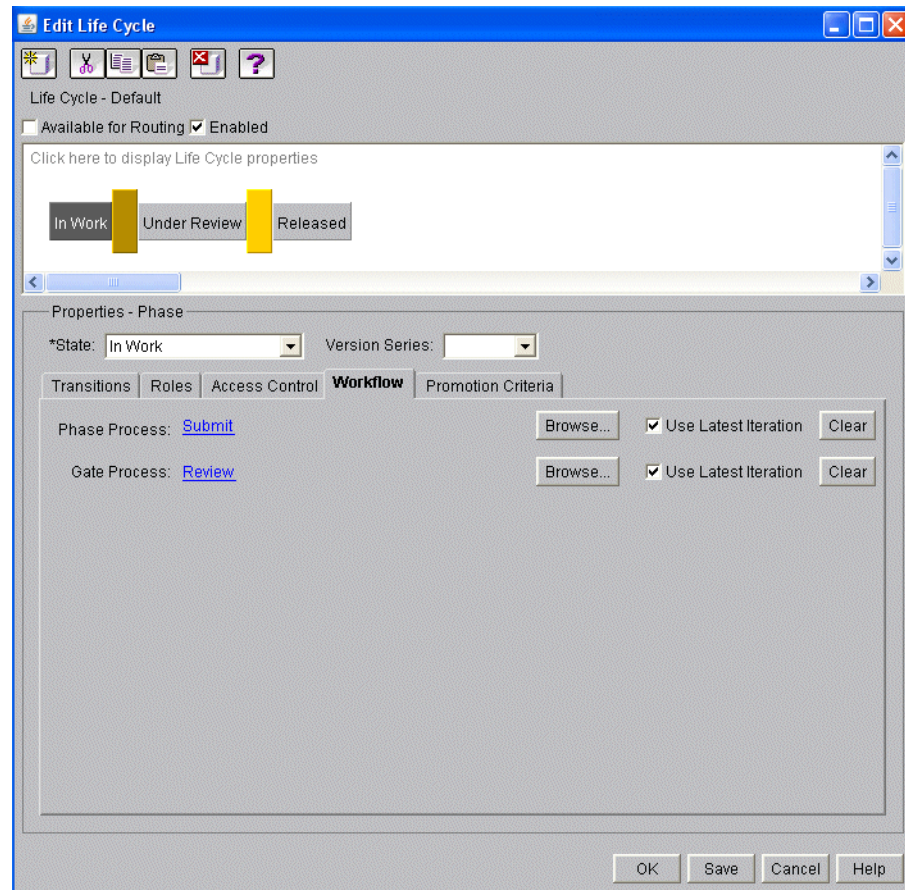 Edit Life Cycle
Life Cycle - Default
Available for Routing Enabled
Click here to display Life Cycle properties
In Work Under Review Released
Properties - Phase
*State: In Work Version Series:
Transitions Roles Access Control Workflow Promotion Criteria
Phase Process: Submit Browse... Use Latest Iteration Clear
Gate Process: Review Browse... Use Latest Iteration Clear
OK Save Cancel Help